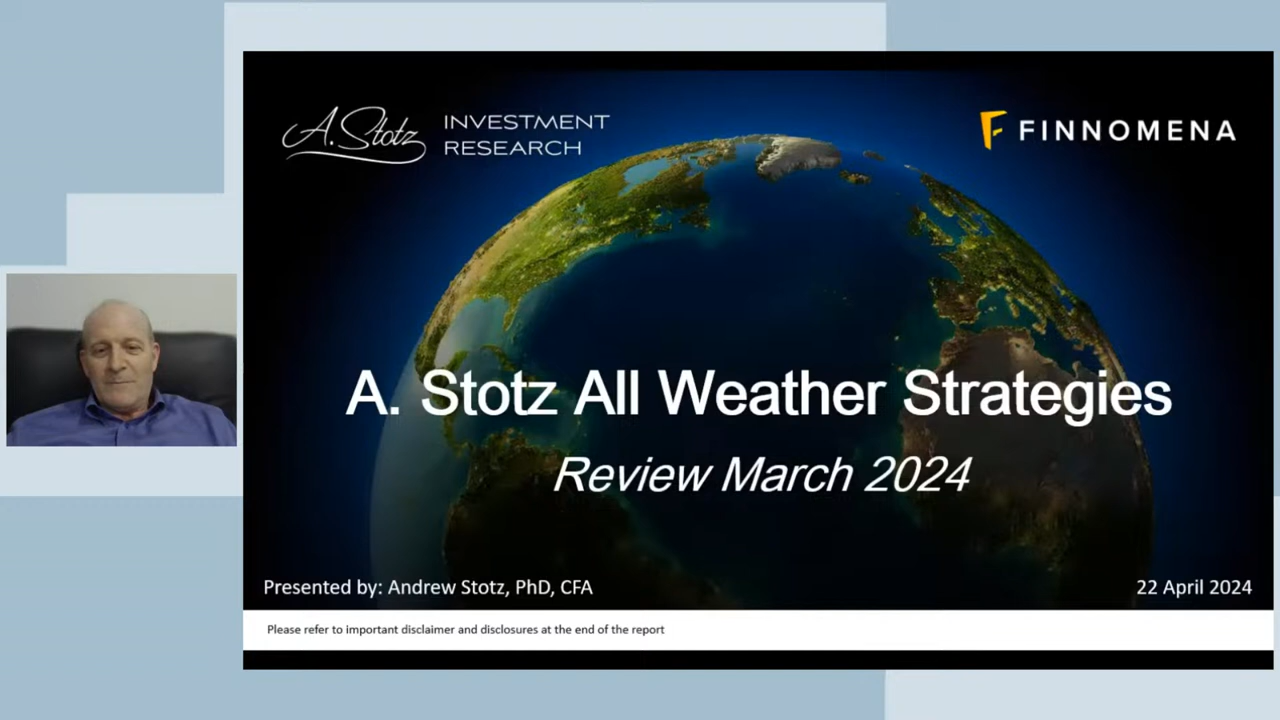 A. Stotz INVESTMENT
RESEARCH
FINNOMENA
A. Stotz All Weather Strategies
Review March 2024
Presented by: Andrew Stotz, PhD, CFA
22 April 2024
Please refer to important disclaimer and disclosures at the end of the report